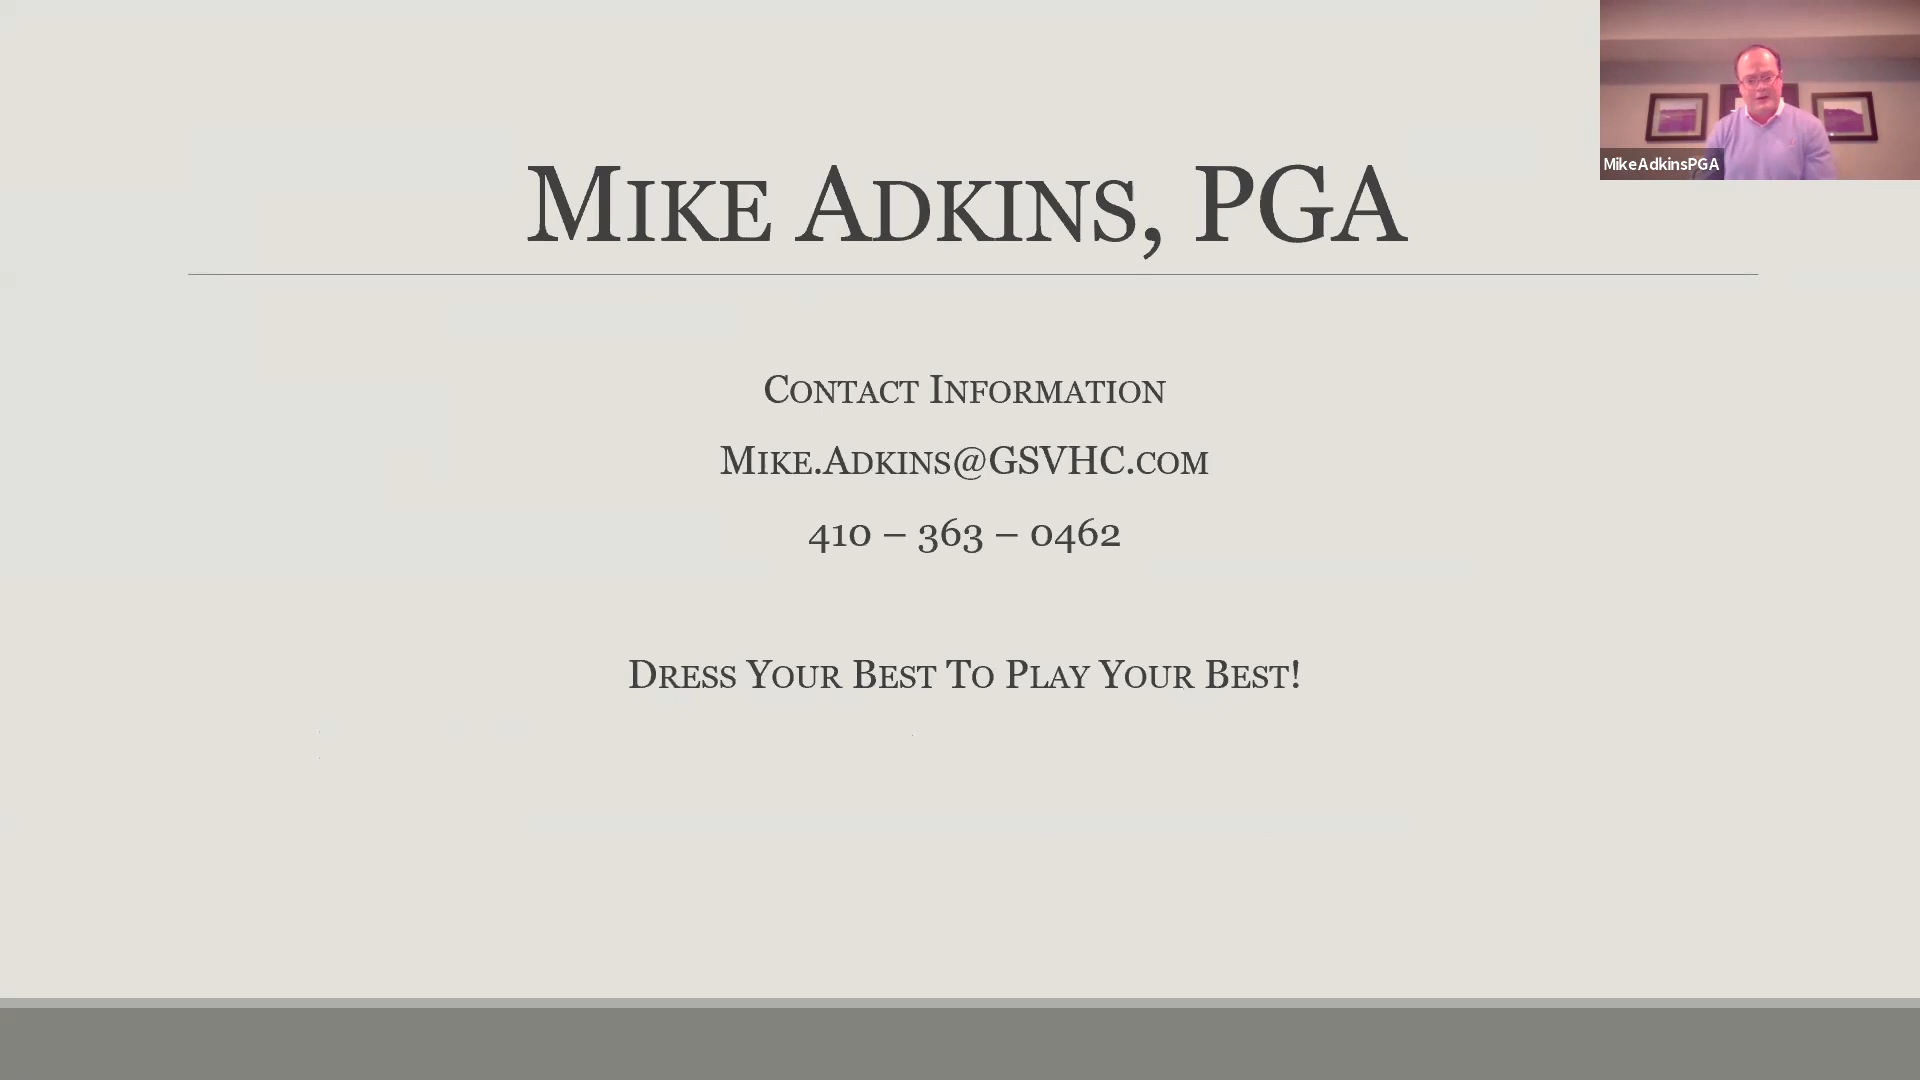 Mike Adkins, PGA
MikeAdkinsPGA
Contact Information
Mike.Adkins@GSVHC.com
410 – 363 – 0462
Dress Your Best To Play Your Best!